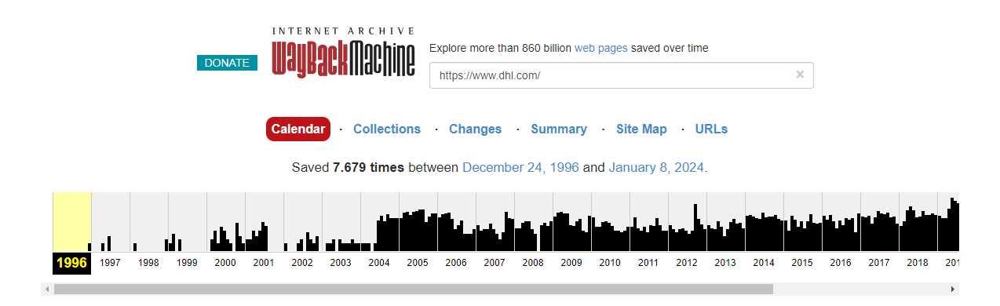 INTERNET ARCHIVE
WayBackMachine
DONATE
Explore more than 860 billion web pages saved over time
https://www.dhl.com/ ×
Calendar · Collections · Changes · Summary · Site Map · URLs
Saved 7.679 times between December 24, 1996 and January 8, 2024.
1996 1997 1998 1999 2000 2001 2002 2003 2004 2005 2006 2007 2008 2009 2010 2011 2012 2013 2014 2015 2016 2017 2018 201